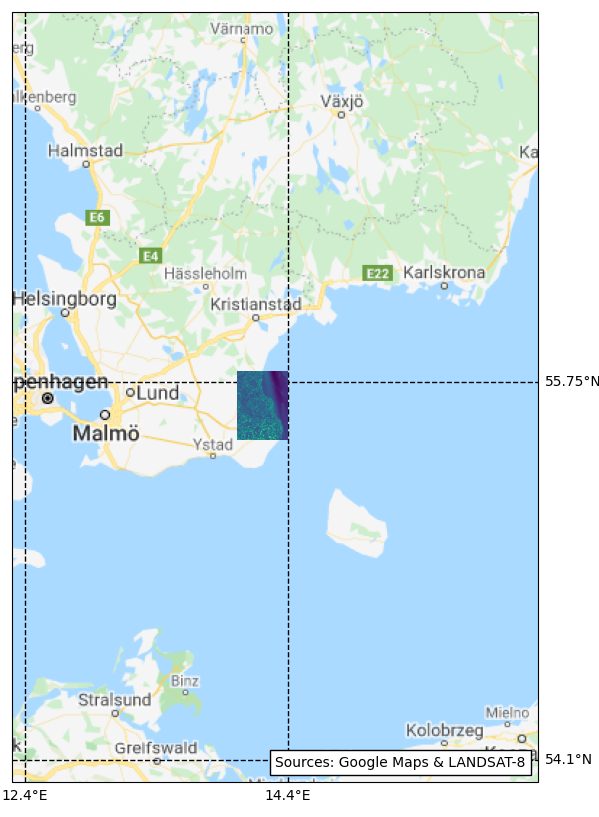 Värnamo
erg
alkenberg
Växjö
Halmstad
Ka
E6
E4
Hässleholm
E22
Karlskrona
Helsingborg
Kristianstad
penhagen
55.75°N
Lund
Malmö
Ystad
Binz
Stralsund
Mielno
Kolobrzeg
Greifswald
k
54.1°N
Sources: Google Maps & LANDSAT-8
12.4°E
14.4°E